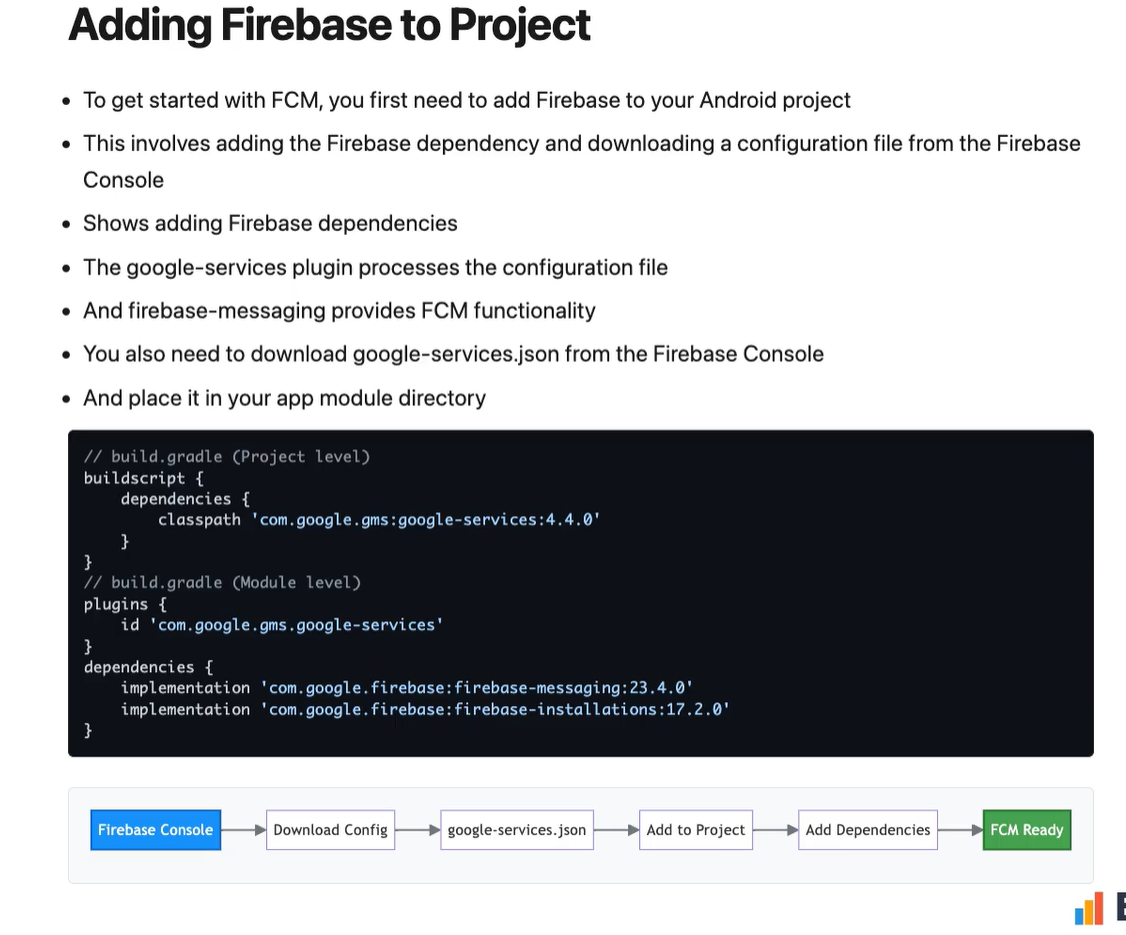 Adding Firebase to Project
• To get started with FCM, you first need to add Firebase to your Android project
• This involves adding the Firebase dependency and downloading a configuration file from the Firebase
Console
• Shows adding Firebase dependencies
• The google-services plugin processes the configuration file
• And firebase-messaging provides FCM functionality
• You also need to download google-services.json from the Firebase Console
• And place it in your app module directory
// build.gradle (Project level)
buildscript {
    dependencies {
        classpath 'com.google.gms:google-services:4.4.0'
    }
}
// build.gradle (Module level)
plugins {
    id 'com.google.gms.google-services'
}
dependencies {
    implementation 'com.google.firebase:firebase-messaging:23.4.0'
    implementation 'com.google.firebase:firebase-installations:17.2.0'
}
Firebase Console Download Config google-services.json Add to Project Add Dependencies FCM Ready